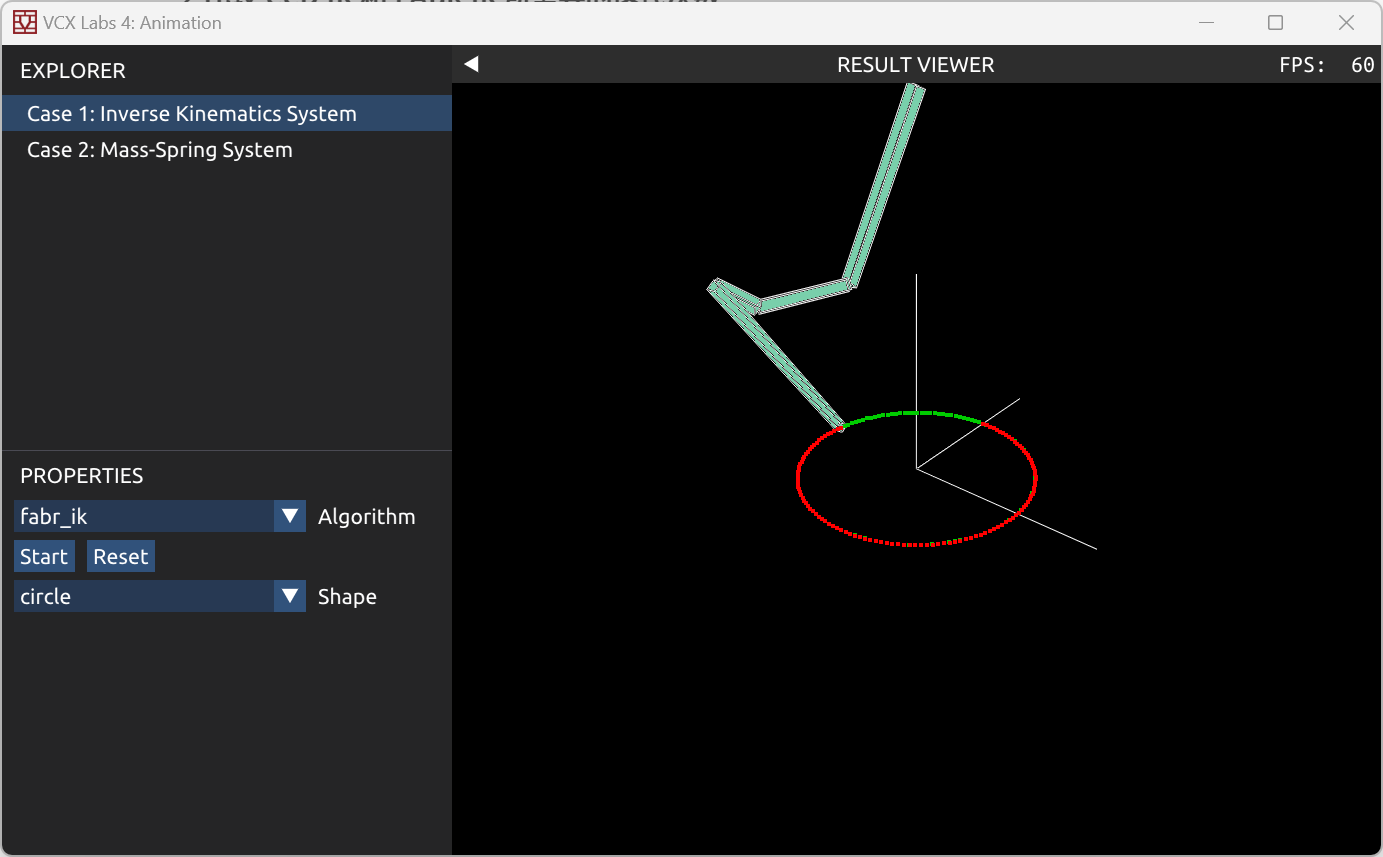 VCX Labs 4: Animation
EXPLORER
RESULT VIEWER
FPS: 60
Case 1: Inverse Kinematics System
Case 2: Mass-Spring System
PROPERTIES
fabr_ik Algorithm
Start Reset
circle Shape